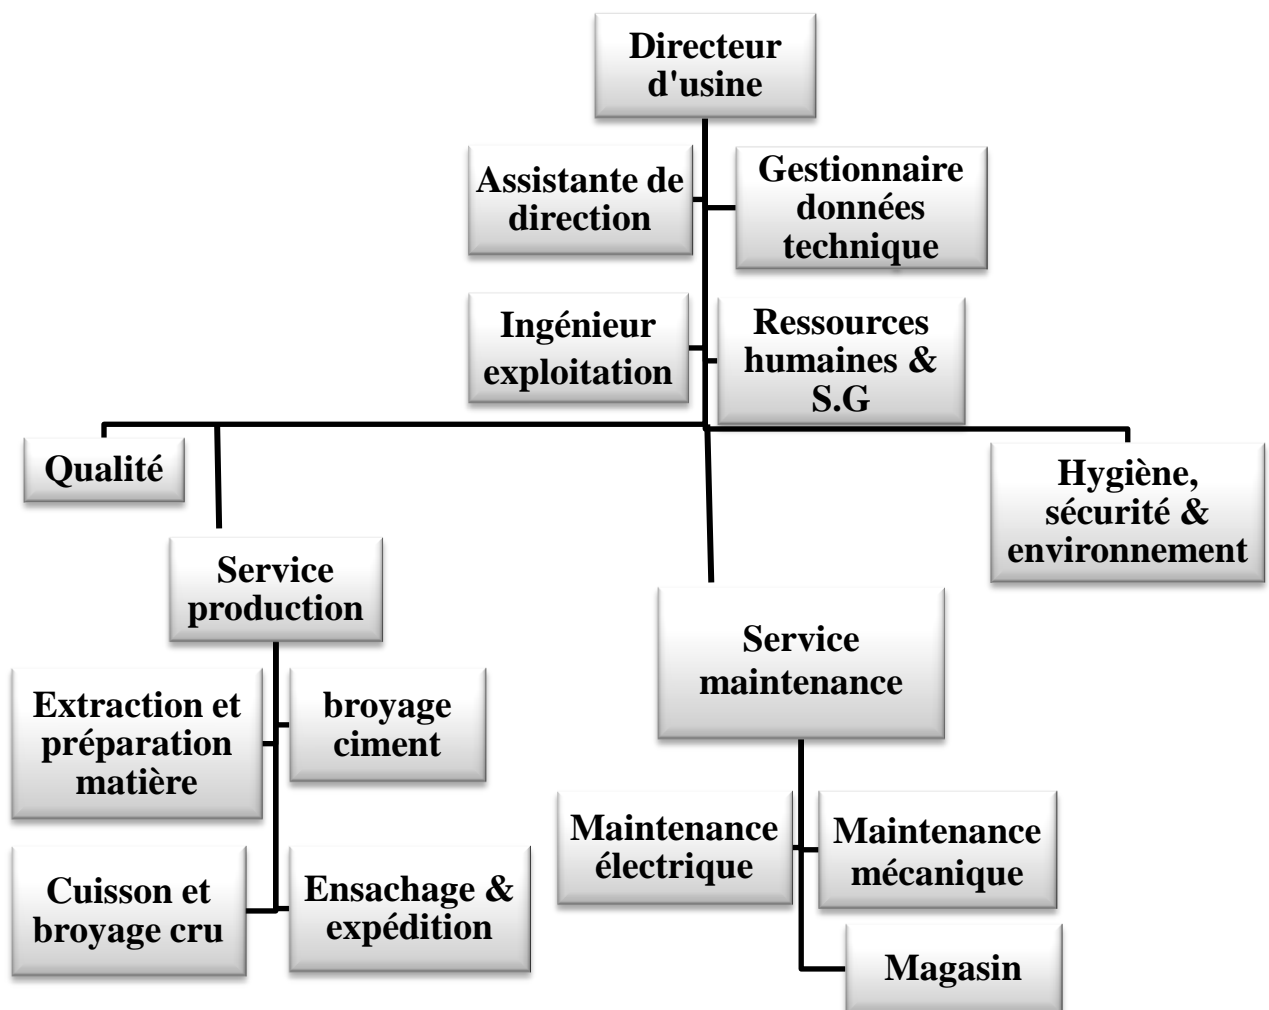 Directeur
d'usine
Assistante de
direction
Gestionnaire
données
technique
Ingénieur
exploitation
Ressources
humaines &
S.G
Qualité
Hygiène,
sécurité &
environnement
Service
production
Service
maintenance
Extraction et
préparation
matière
broyage
ciment
Cuisson et
broyage cru
Ensachage &
expédition
Maintenance
électrique
Maintenance
mécanique
Magasin